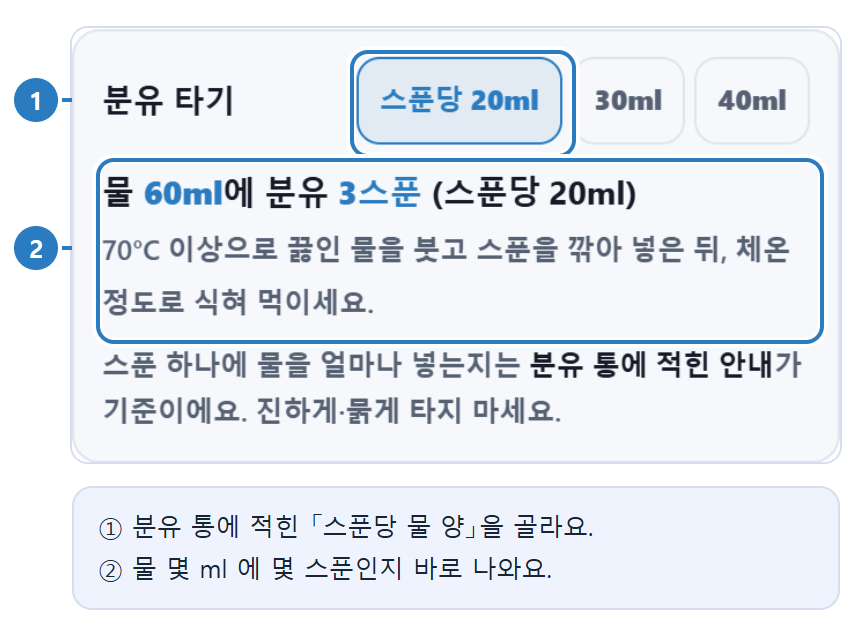 1
분유 타기
스푼당 20ml
30ml
40ml
2
물 60ml에 분유 3스푼 (스푼당 20ml)
70°C 이상으로 끓인 물을 붓고 스푼을 깎아 넣은 뒤, 체온
정도로 식혀 먹이세요.
스푼 하나에 물을 얼마나 넣는지는 분유 통에 적힌 안내가
기준이에요. 진하게·묽게 타지 마세요.
① 분유 통에 적힌 「스푼당 물 양」을 골라요.
② 물 몇 ml 에 몇 스푼인지 바로 나와요.